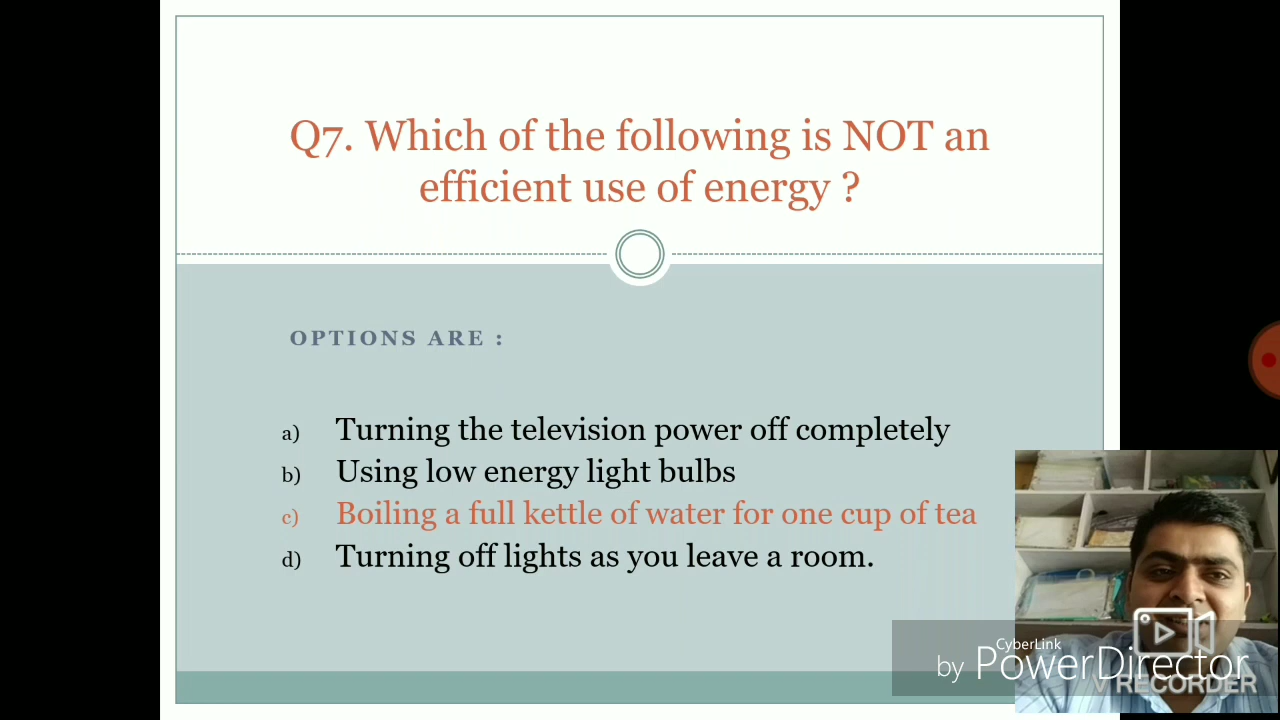 Q7. Which of the following is NOT an
efficient use of energy ?
OPTIONS ARE :
a) Turning the television power off completely
b) Using low energy light bulbs
c) Boiling a full kettle of water for one cup of tea
d) Turning off lights as you leave a room.
CyberLink
by PowerDirector
V RECORDER